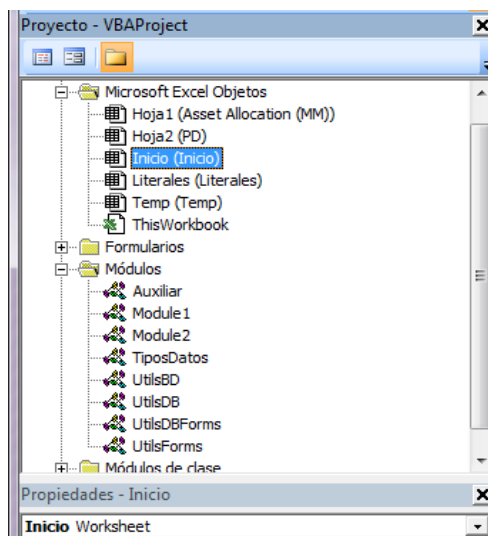 Proyecto - VBAProject
Microsoft Excel Objetos
Hoja1 (Asset Allocation (MM))
Hoja2 (PD)
Inicio (Inicio)
Literales (Literales)
Temp (Temp)
ThisWorkbook
Formularios
Módulos
Auxiliar
Module1
Module2
TiposDatos
UtilsBD
UtilsDB
UtilsDBForms
UtilsForms
Módulos de clase
Propiedades - Inicio
Inicio Worksheet